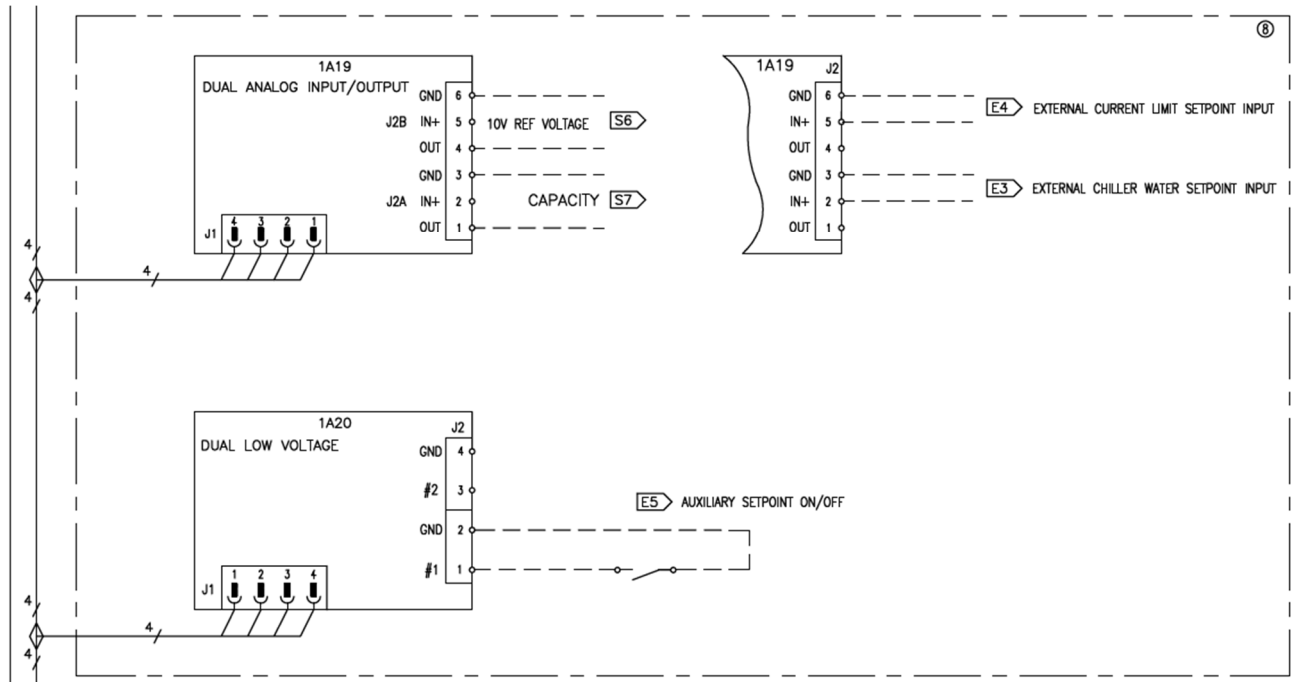 ⑧
1A19
DUAL ANALOG INPUT/OUTPUT
GND 6
J2B IN+ 5 10V REF VOLTAGE S6
OUT 4
GND 3
J2A IN+ 2 CAPACITY S7
OUT 1
J1 4 3 2 1
1A19 J2
GND 6
E4 EXTERNAL CURRENT LIMIT SETPOINT INPUT
IN+ 5
OUT 4
GND 3
E3 EXTERNAL CHILLER WATER SETPOINT INPUT
IN+ 2
OUT 1
4
4
4
1A20
DUAL LOW VOLTAGE J2
GND 4
#2 3
E5 AUXILIARY SETPOINT ON/OFF
GND 2
#1 1
J1 1 2 3 4
4
4
4